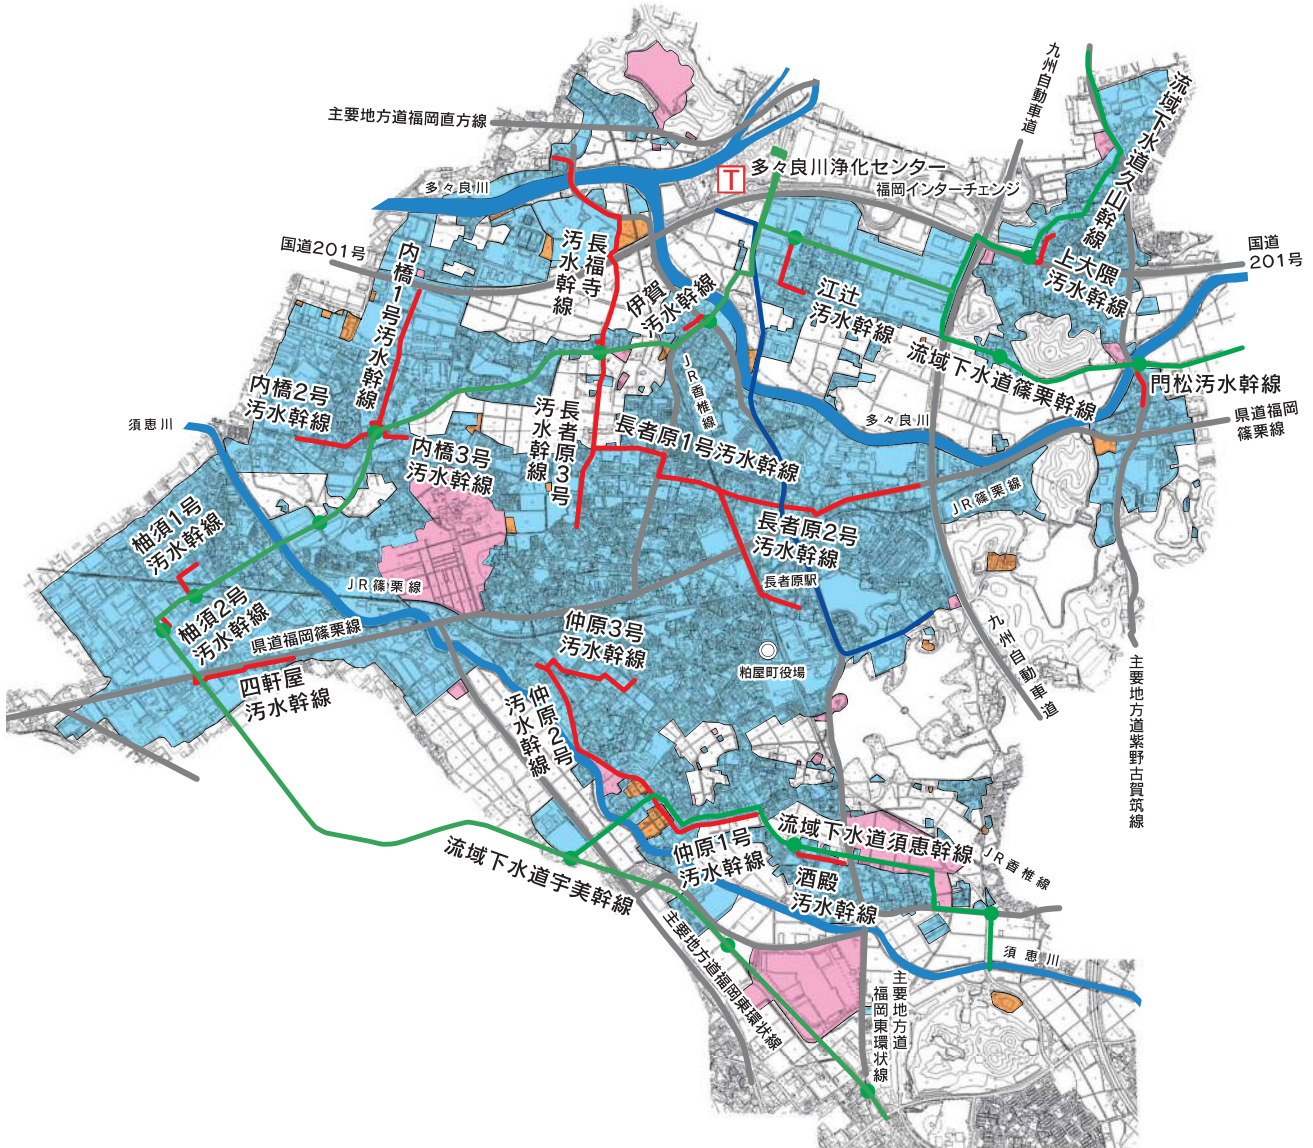 九州自動車道
流域下水道久山幹線
主要地方道福岡直方線
多々良川
T
多々良川浄化センター
福岡インターチェンジ
国道201号
国道
201号
内橋1号汚水幹線
長福寺
汚水幹線
伊賀
汚水幹線
江辻
汚水幹線
上大隈
汚水幹線
流域下水道篠栗幹線
門松汚水幹線
JR香椎線
内橋2号
汚水幹線
須恵川
内橋3号
汚水幹線
長者原3号
汚水幹線
長者原1号汚水幹線
多々良川
県道福岡
篠栗線
JR篠栗線
長者原2号
汚水幹線
長者原駅
柚須1号
汚水幹線
JR篠栗線
柚須2号
汚水幹線
県道福岡篠栗線
四軒屋
汚水幹線
仲原3号
汚水幹線
粕屋町役場
九州自動車道
主要地方道紫野古賀筑線
仲原2号
汚水幹線
流域下水道宇美幹線
仲原1号
汚水幹線
流域下水道須恵幹線
酒殿
汚水幹線
JR香椎線
須恵川
主要地方道福岡東環状線
主要地方道
福岡東環状線